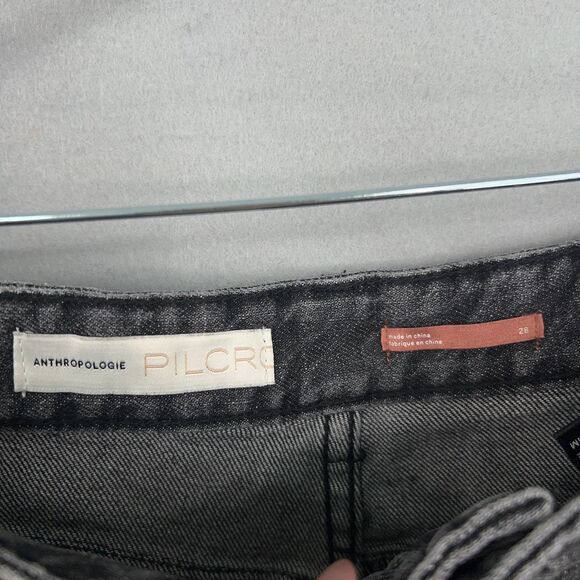 ANTHROPOLOGIE PILCRO
made in china
fabriqué en chine
28